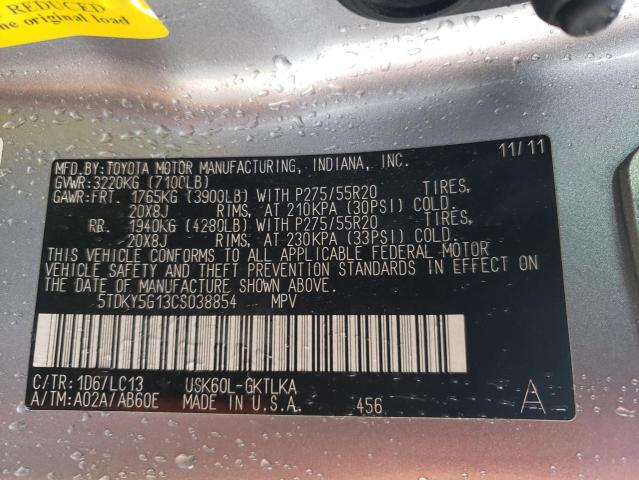 REDUCED
ne original load
MFD.BY:TOYOTA MOTOR MANUFACTURING, INDIANA, INC. 11/11
GVWR:3220KG (7100LB)
GAWR:FRT. 1765KG (3900LB) WITH P275/55R20 TIRES,
20X8J RIMS, AT 210KPA (30PSI) COLD.
RR. 1940KG (4280LB) WITH P275/55R20 TIRES,
20X8J RIMS, AT 230KPA (33PSI) COLD.
THIS VEHICLE CONFORMS TO ALL APPLICABLE FEDERAL MOTOR
VEHICLE SAFETY AND THEFT PREVENTION STANDARDS IN EFFECT ON
THE DATE OF MANUFACTURE SHOWN ABOVE.
5TDKY5G13CS038854 MPV
C/TR:1D6/LC13 USK60L-GKTLKA
A/TM:A02A/AB60E MADE IN U.S.A. 456 A